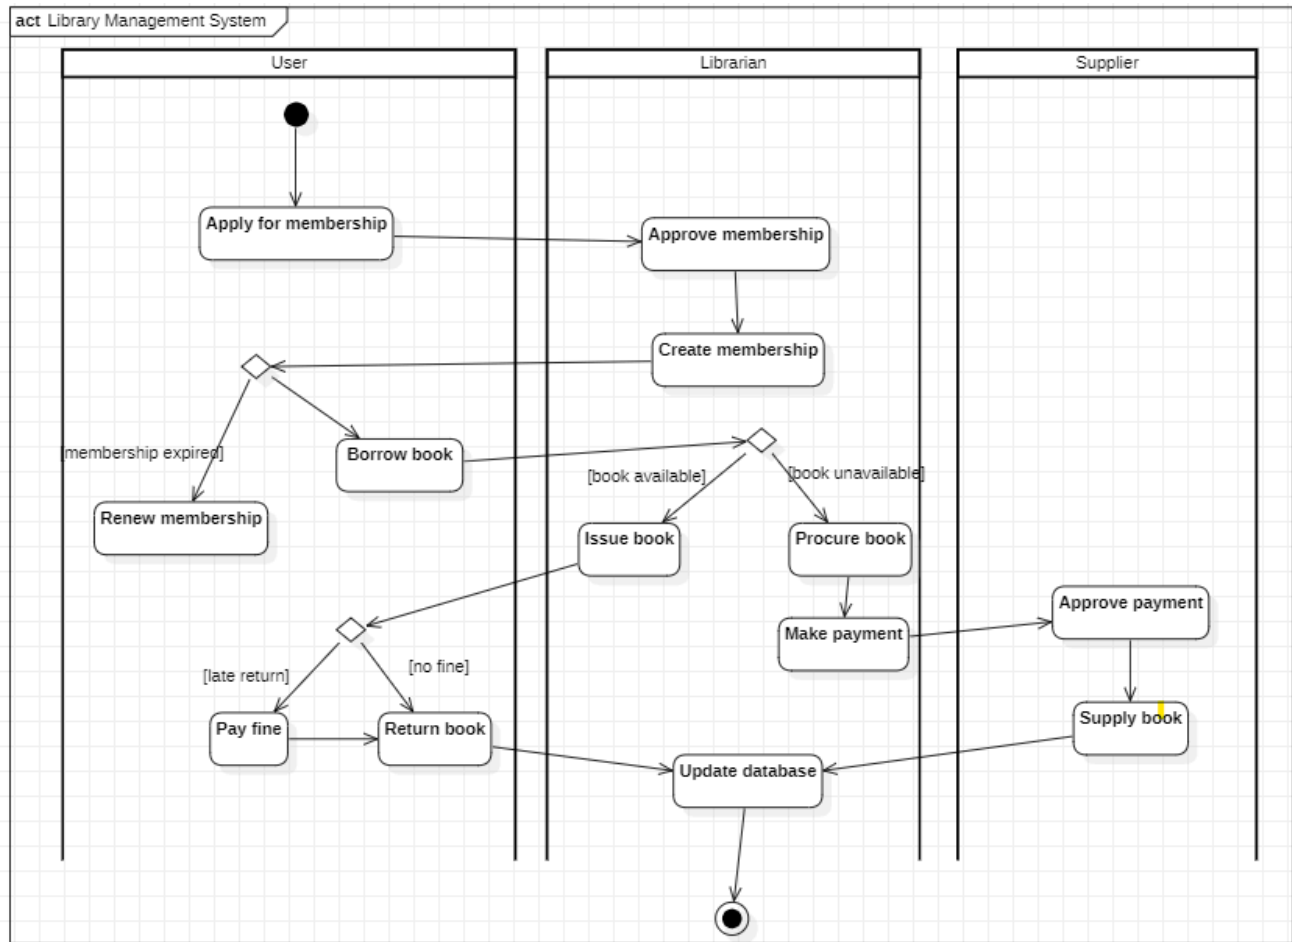 act Library Management System
User
Librarian
Supplier
Apply for membership
Approve membership
Create membership
[membership expired]
Borrow book
[book available]
[book unavailable]
Renew membership
Issue book
Procure book
Approve payment
Make payment
[late return]
[no fine]
Pay fine
Return book
Supply book
Update database